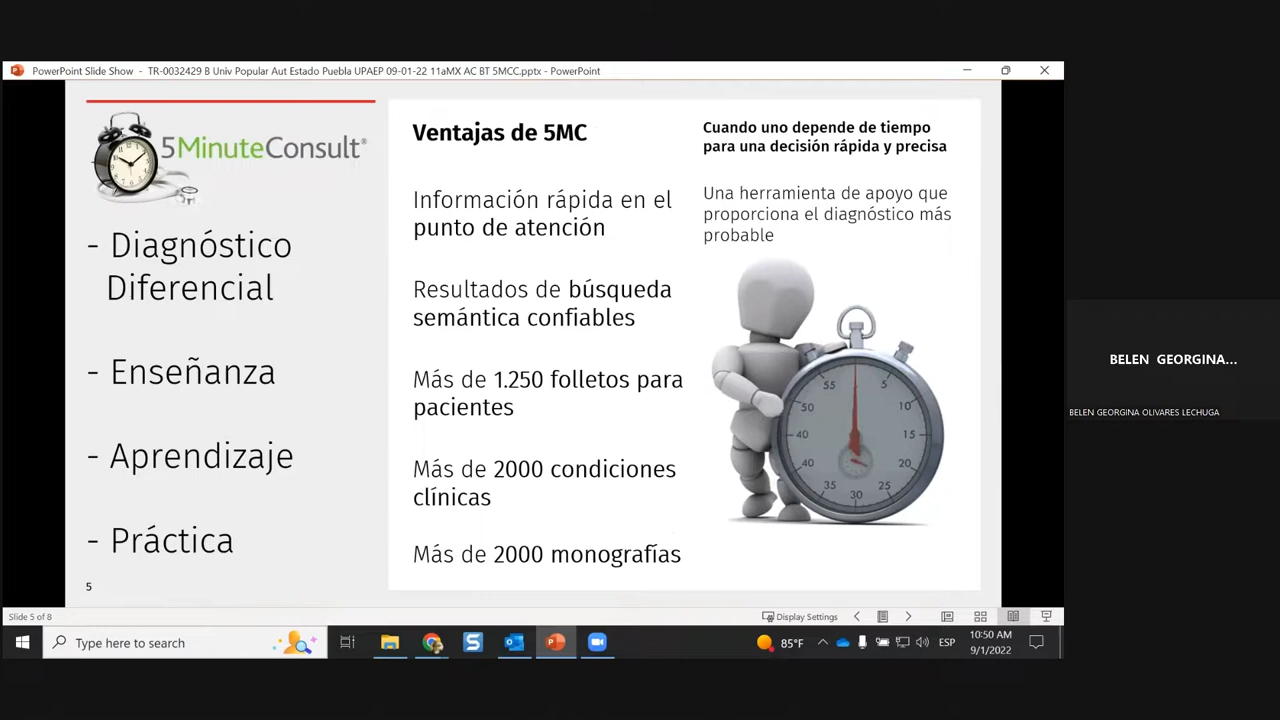 PowerPoint Slide Show - TR-0032429 B Univ Popular Aut Estado Puebla UPAEP 09-01-22 11aMX AC BT 5MCC.pptx - PowerPoint
5MinuteConsult®
- Diagnóstico
Diferencial
- Enseñanza
- Aprendizaje
- Práctica
5
Ventajas de 5MC
Información rápida en el
punto de atención
Resultados de búsqueda
semántica confiables
Más de 1.250 folletos para
pacientes
Más de 2000 condiciones
clínicas
Más de 2000 monografías
Cuando uno depende de tiempo
para una decisión rápida y precisa
Una herramienta de apoyo que
proporciona el diagnóstico más
probable
55
5
50
10
40
15
40
20
35
25
30
BELEN GEORGINA...
BELEN GEORGINA OLIVARES LECHUGA
Slide 5 of 8
Display Settings
Type here to search
85°F
ESP
10:50 AM
9/1/2022